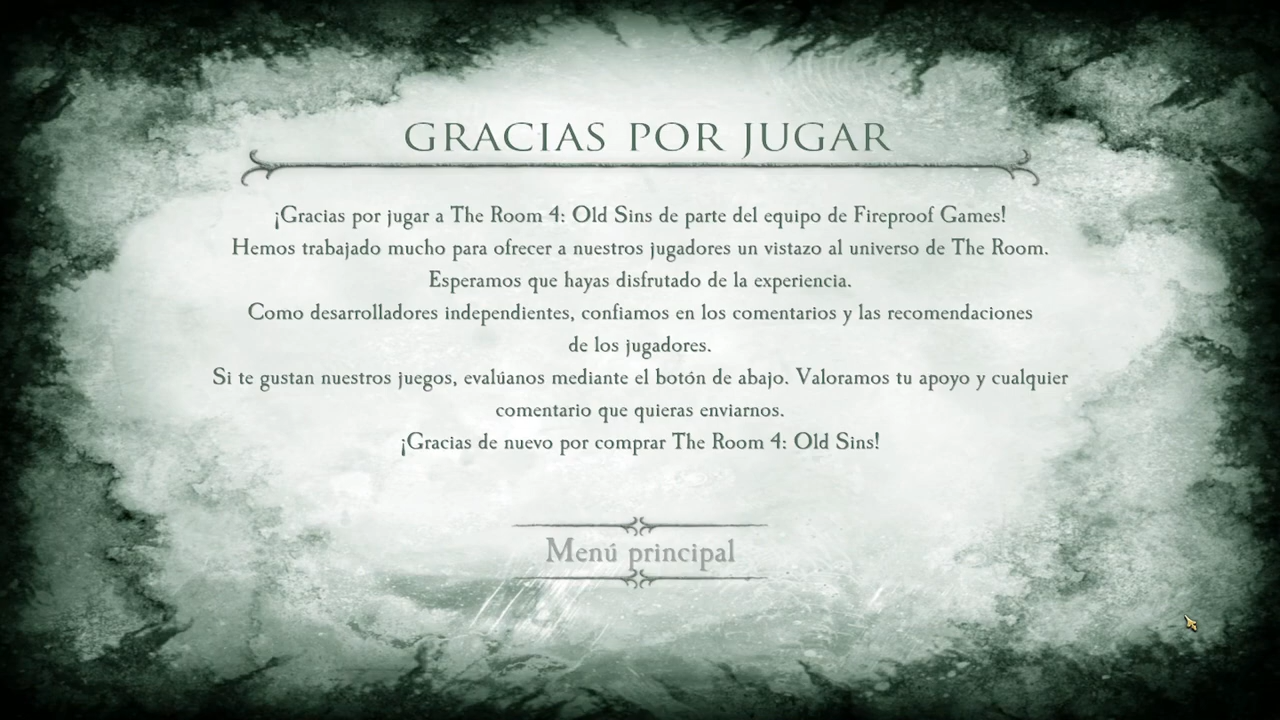 GRACIAS POR JUGAR
¡Gracias por jugar a The Room 4: Old Sins de parte del equipo de Fireproof Games!
Hemos trabajado mucho para ofrecer a nuestros jugadores un vistazo al universo de The Room.
Esperamos que hayas disfrutado de la experiencia.
Como desarrolladores independientes, confiamos en los comentarios y las recomendaciones
de los jugadores.
Si te gustan nuestros juegos, evalúanos mediante el botón de abajo. Valoramos tu apoyo y cualquier
comentario que quieras enviarnos.
¡Gracias de nuevo por comprar The Room 4: Old Sins!
Menú principal